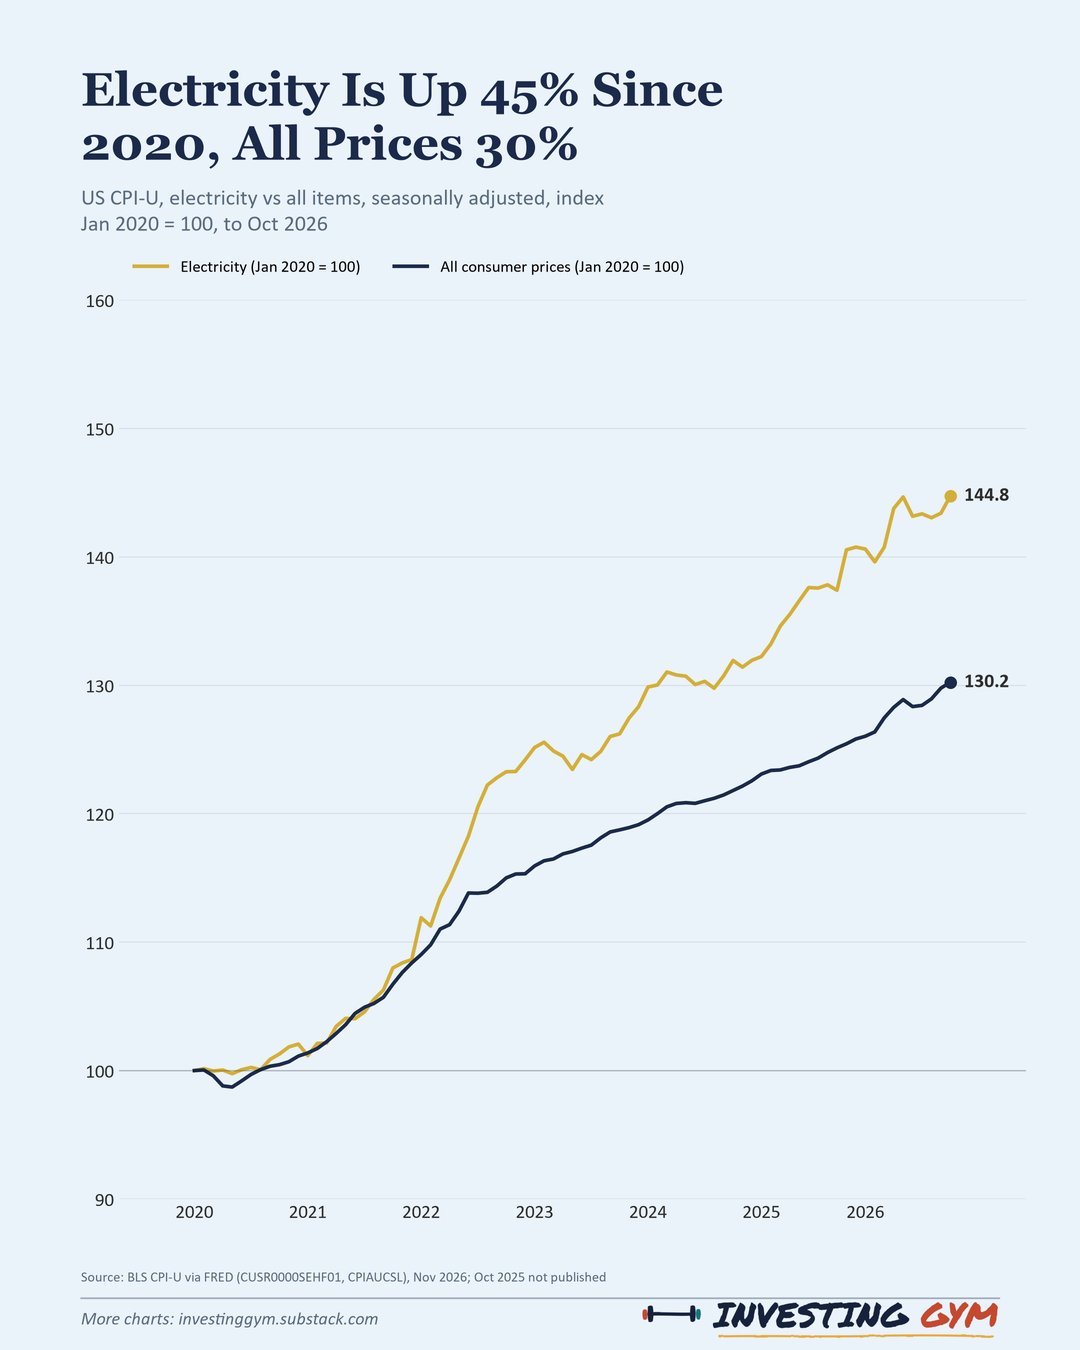 Electricity Is Up 45% Since
2020, All Prices 30%
US CPI-U, electricity vs all items, seasonally adjusted, index
Jan 2020 = 100, to Oct 2026
Electricity (Jan 2020 = 100)
All consumer prices (Jan 2020 = 100)
160
150
144.8
140
130.2
130
120
110
100
90
2020 2021 2022 2023 2024 2025 2026
Source: BLS CPI-U via FRED (CUSR0000SEHF01, CPIAUCSL), Nov 2026; Oct 2025 not published
More charts: investinggym.substack.com
INVESTING GYM